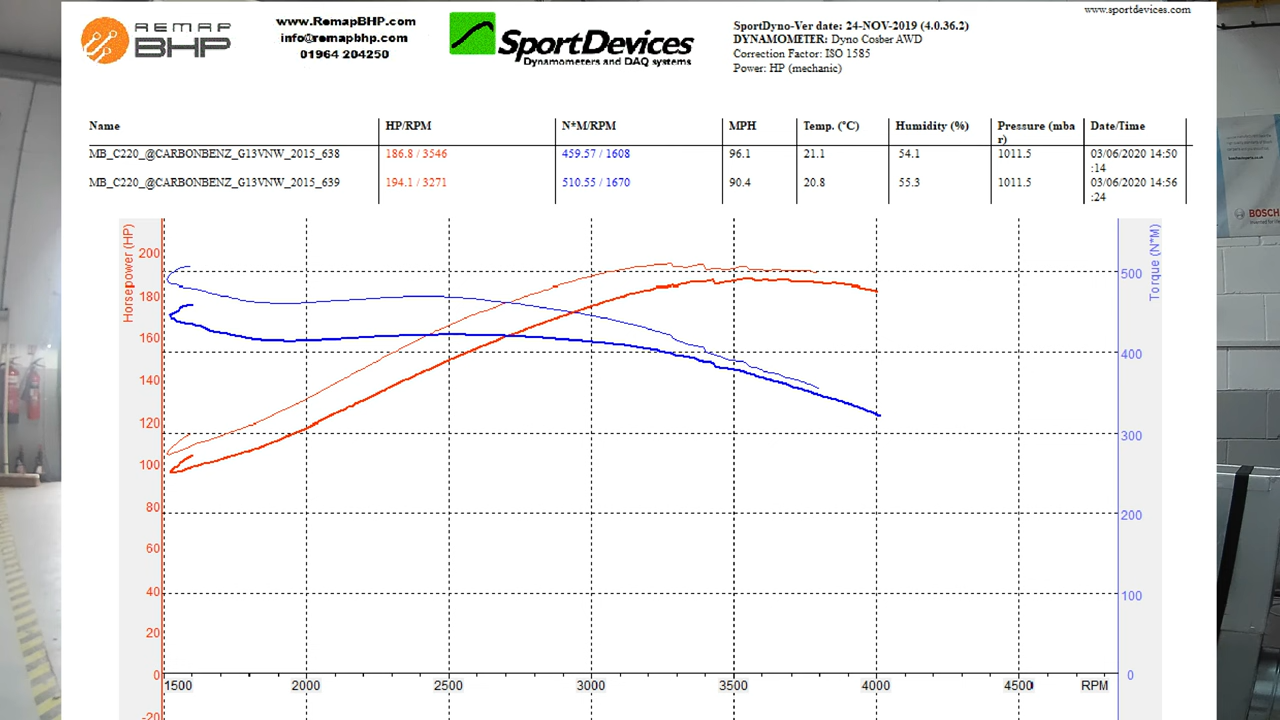 www.sportdevices.com
REMAP
BHP
www.RemapBHP.com
info@remapbhp.com
01964 204250
SportDevices
Dynamometers and DAQ systems
SportDyno-Ver date: 24-NOV-2019 (4.0.36.2)
DYNAMOMETER: Dyno Cosber AWD
Correction Factor: ISO 1585
Power: HP (mechanic)
Name HP/RPM N*M/RPM MPH Temp. (°C) Humidity (%) Pressure (mba Date/Time
r)
MB_C220_@CARBONBENZ_G13VNW_2015_638 186.8 / 3546 459.57 / 1608 96.1 21.1 54.1 1011.5 03/06/2020 14:50
:14
MB_C220_@CARBONBENZ_G13VNW_2015_639 194.1 / 3271 510.55 / 1670 90.4 20.8 55.3 1011.5 03/06/2020 14:56
:24
Horsepower (HP)
200
180
160
140
120
100
80
60
40
20
0
-20
Torque (N*M)
500
400
300
200
100
0
1500 2000 2500 3000 3500 4000 4500 RPM
BOSCH